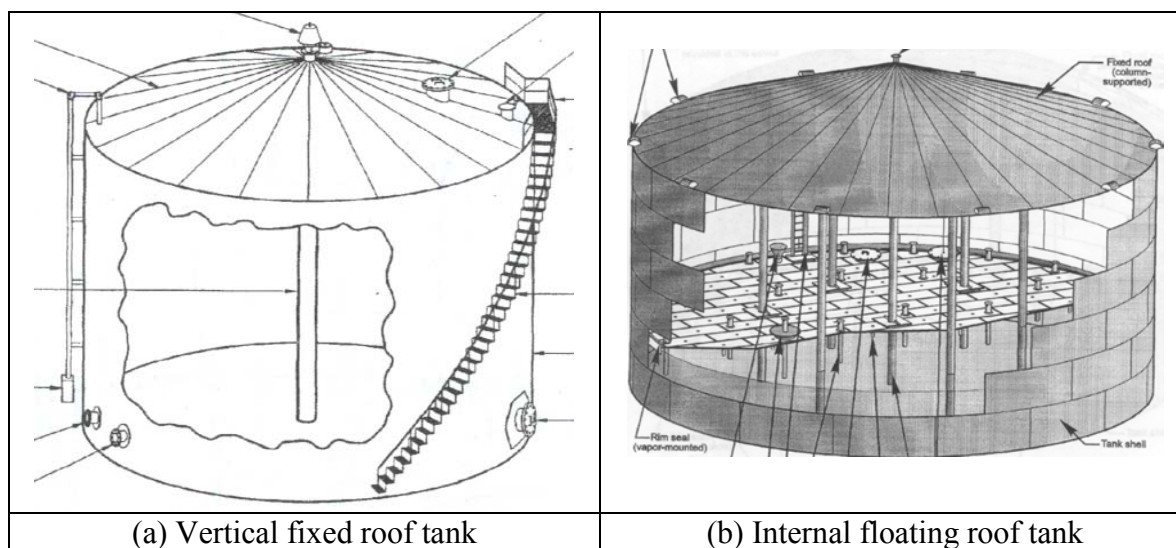 Fixed roof
(column-
supported)
Rim seal
(vapor-mounted)
Tank shell
(a) Vertical fixed roof tank
(b) Internal floating roof tank